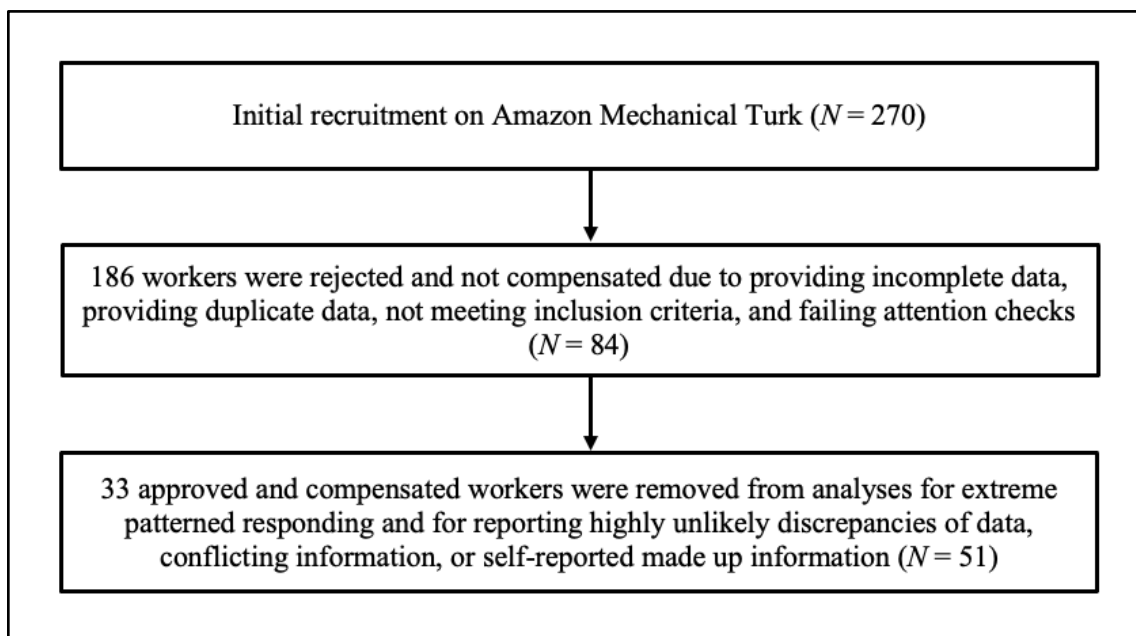 Initial recruitment on Amazon Mechanical Turk (N = 270)
186 workers were rejected and not compensated due to providing incomplete data,
providing duplicate data, not meeting inclusion criteria, and failing attention checks
(N = 84)
33 approved and compensated workers were removed from analyses for extreme
patterned responding and for reporting highly unlikely discrepancies of data,
conflicting information, or self-reported made up information (N = 51)